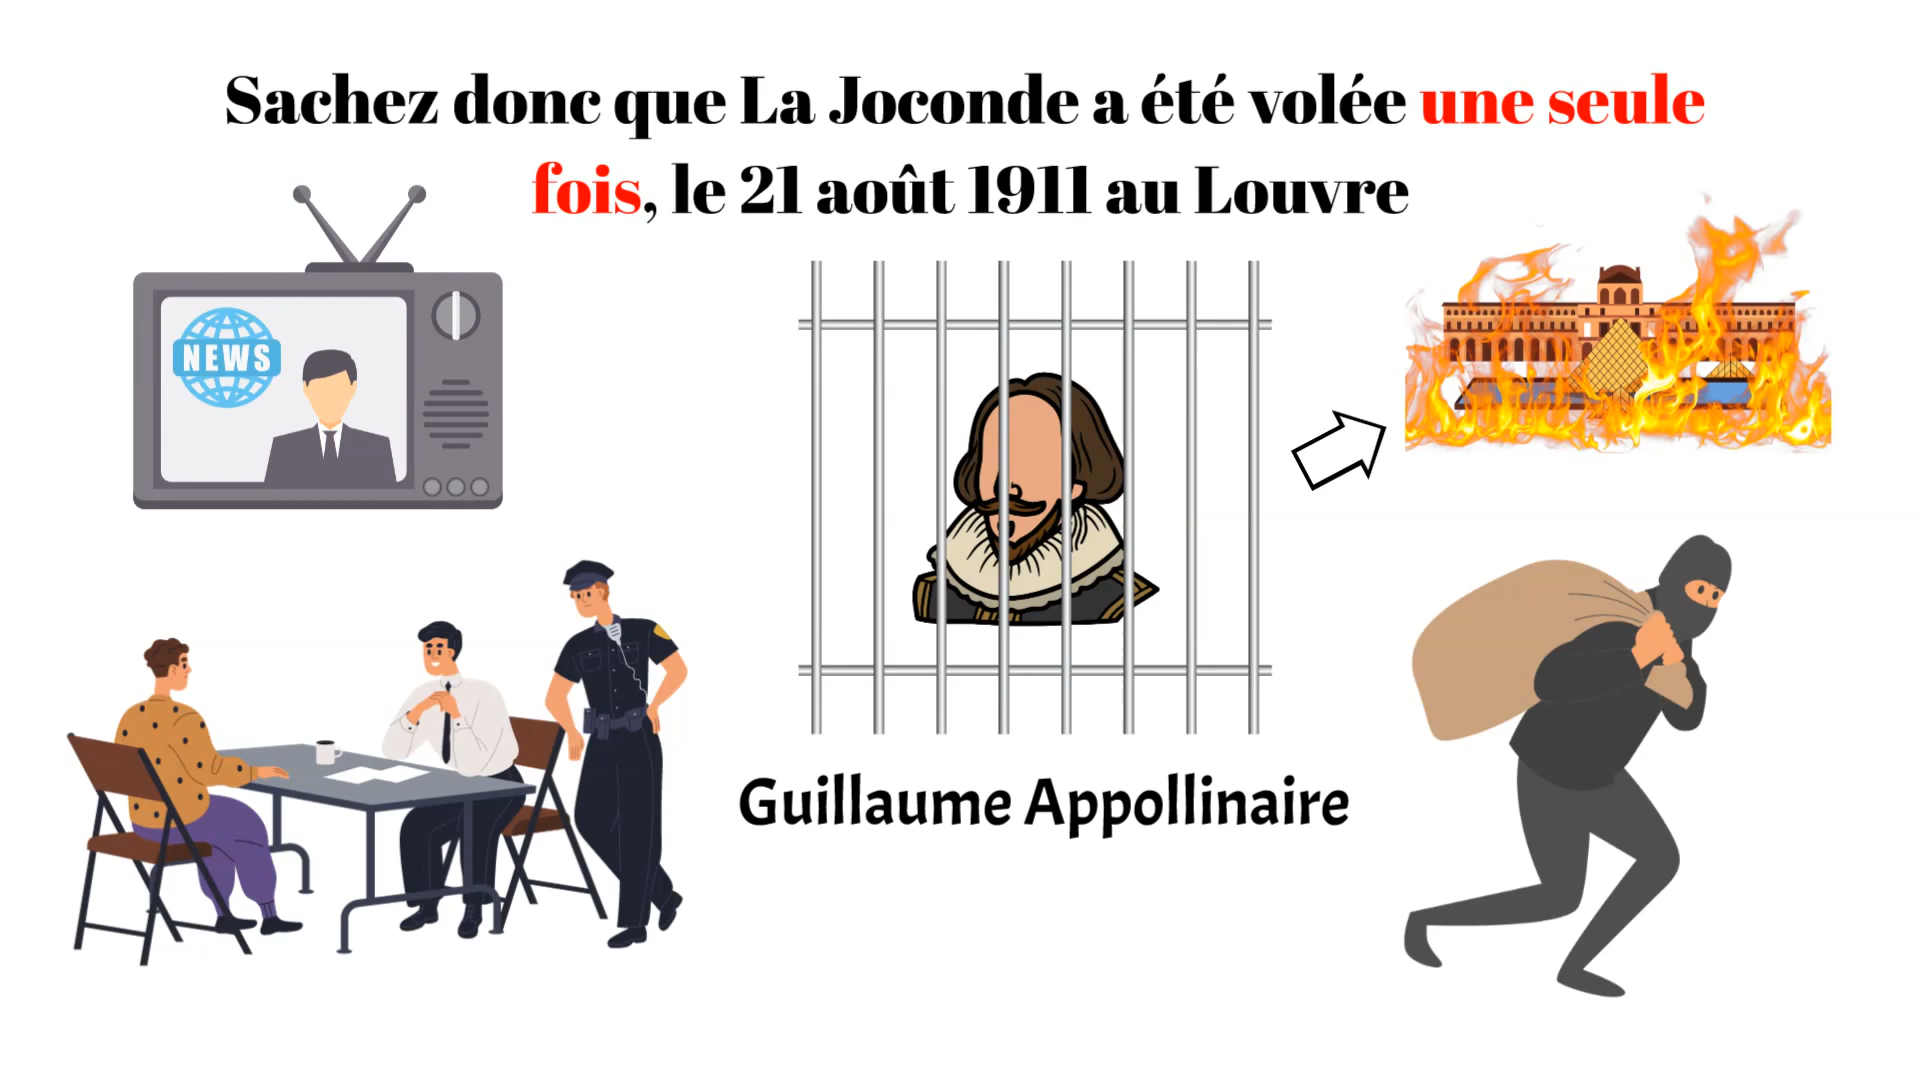 Sachez donc que La Joconde a été volée une seule
fois, le 21 août 1911 au Louvre
NEWS
Guillaume Appollinaire